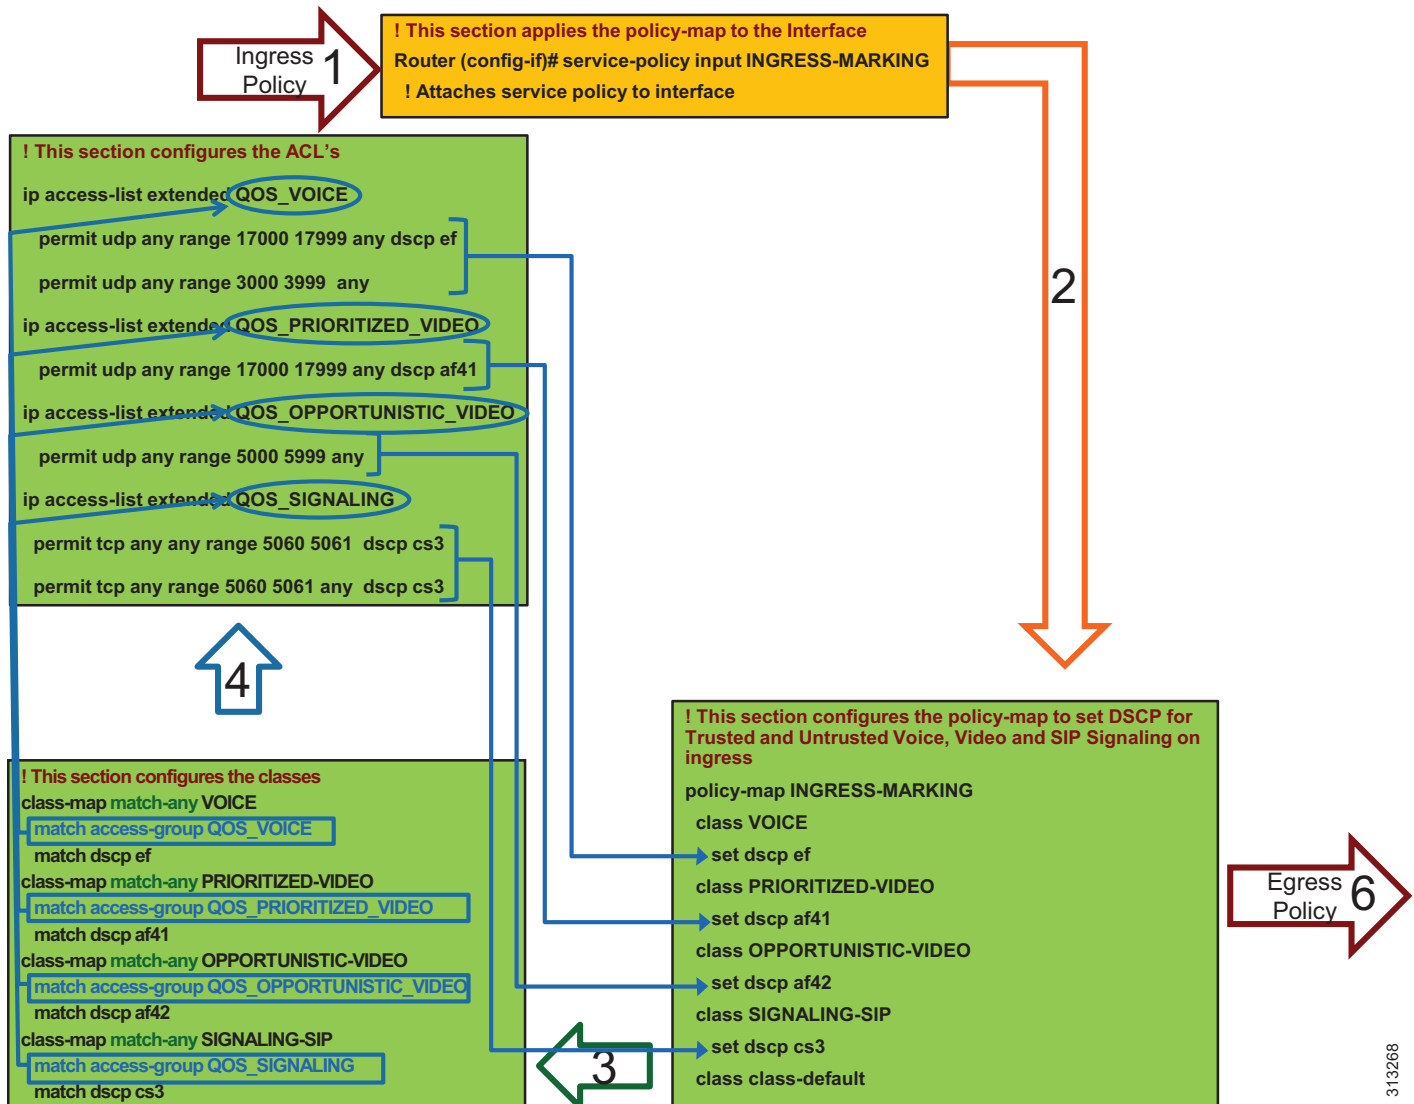 Ingress
Policy
1
! This section applies the policy-map to the Interface
Router (config-if)# service-policy input INGRESS-MARKING
! Attaches service policy to interface
2
! This section configures the ACL's
ip access-list extended QOS_VOICE
permit udp any range 17000 17999 any dscp ef
permit udp any range 3000 3999 any
ip access-list extended QOS_PRIORITIZED_VIDEO
permit udp any range 17000 17999 any dscp af41
ip access-list extended QOS_OPPORTUNISTIC_VIDEO
permit udp any range 5000 5999 any
ip access-list extended QOS_SIGNALING
permit tcp any any range 5060 5061 dscp cs3
permit tcp any range 5060 5061 any dscp cs3
4
! This section configures the classes
class-map match-any VOICE
match access-group QOS_VOICE
match dscp ef
class-map match-any PRIORITIZED-VIDEO
match access-group QOS_PRIORITIZED_VIDEO
match dscp af41
class-map match-any OPPORTUNISTIC-VIDEO
match access-group QOS_OPPORTUNISTIC_VIDEO
match dscp af42
class-map match-any SIGNALING-SIP
match access-group QOS_SIGNALING
match dscp cs3
3
! This section configures the policy-map to set DSCP for
Trusted and Untrusted Voice, Video and SIP Signaling on
ingress
policy-map INGRESS-MARKING
class VOICE
set dscp ef
class PRIORITIZED-VIDEO
set dscp af41
class OPPORTUNISTIC-VIDEO
set dscp af42
class SIGNALING-SIP
set dscp cs3
class class-default
Egress
Policy
6
313268